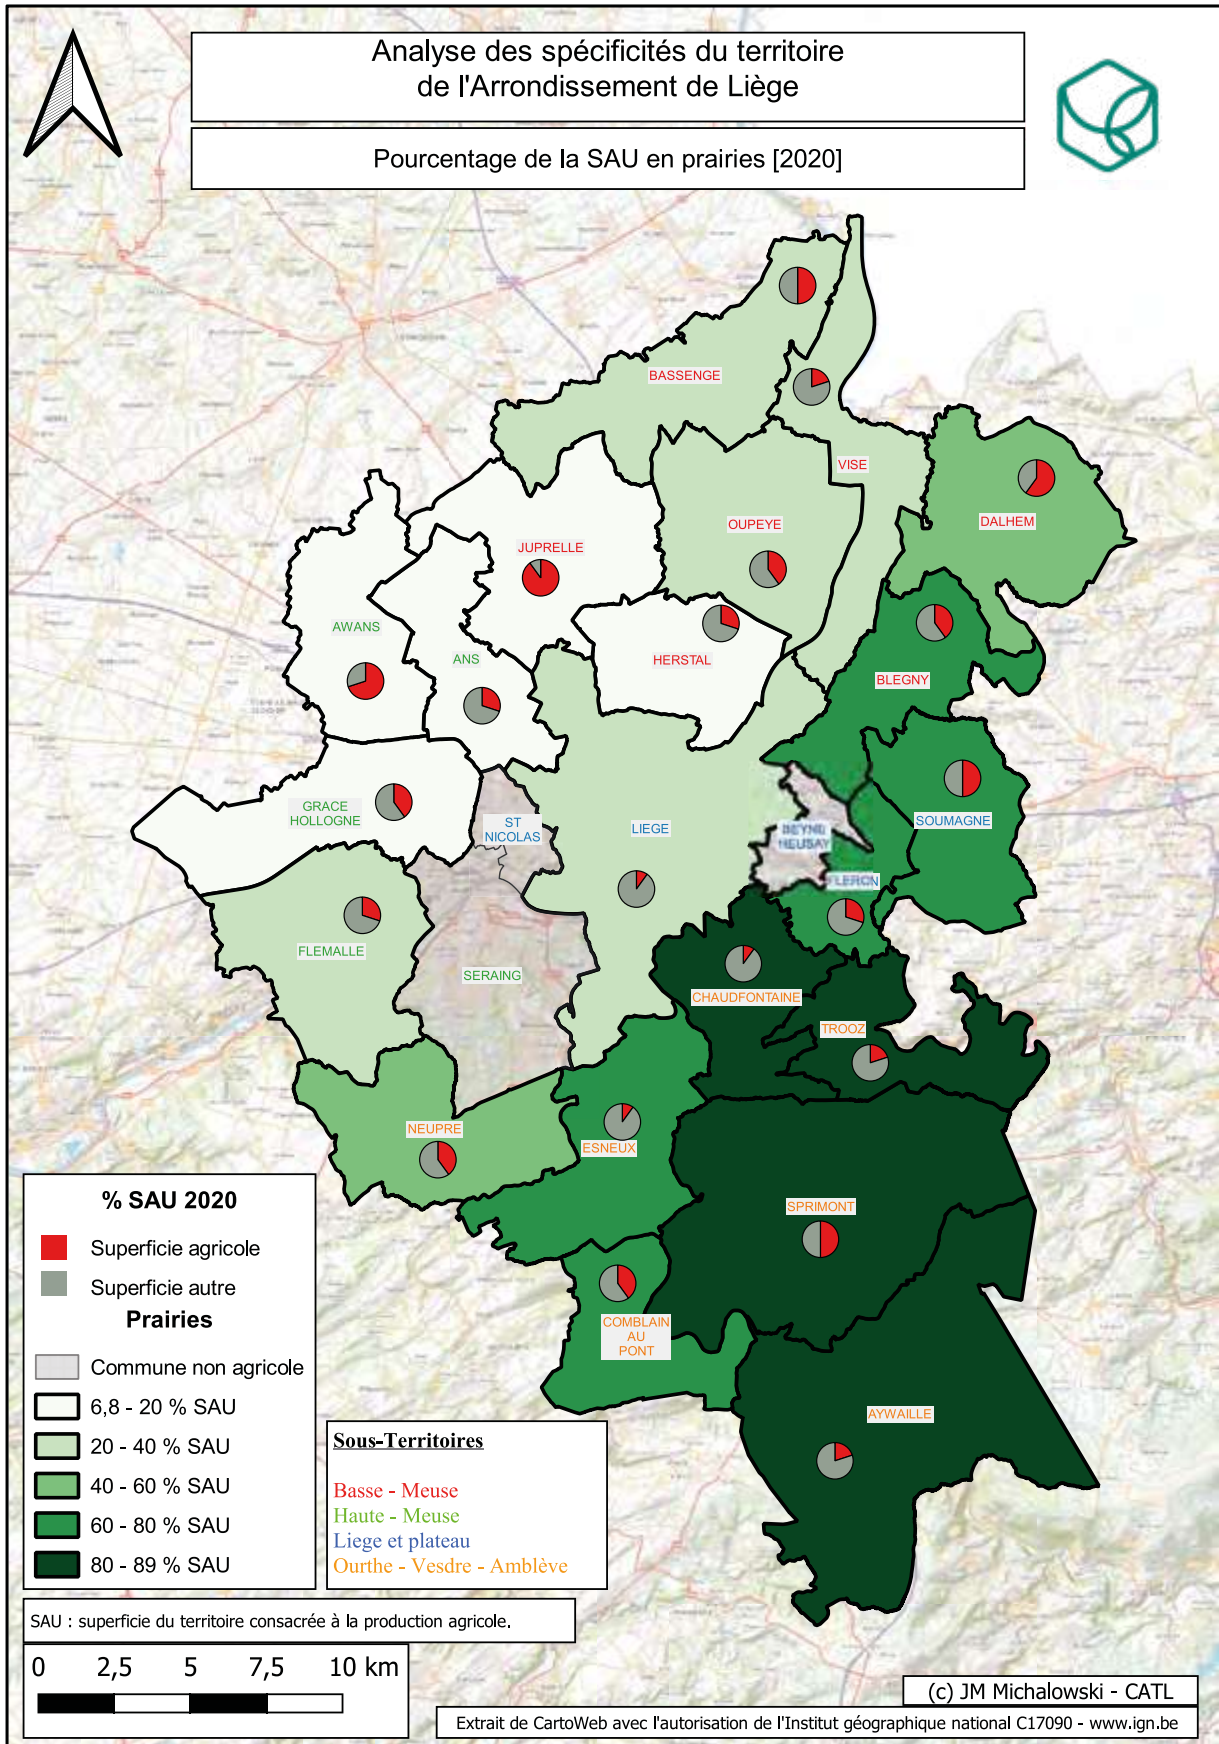 Analyse des spécificités du territoire
de l'Arrondissement de Liège
Pourcentage de la SAU en prairies [2020]
BASSENGE
VISE
DALHEM
OUPEYE
JUPRELLE
AWANS
ANS
HERSTAL
BLEGNY
GRACE
HOLLOGNE
ST
NICOLAS
LIEGE
BEYNE
HEUSAY
SOUMAGNE
FLERON
FLEMALLE
SERAING
CHAUDFONTAINE
TROOZ
NEUPRE
ESNEUX
SPRIMONT
COMBLAIN
AU
PONT
AYWAILLE
% SAU 2020
Superficie agricole
Superficie autre
Prairies
Commune non agricole
6,8 - 20 % SAU
20 - 40 % SAU
40 - 60 % SAU
60 - 80 % SAU
80 - 89 % SAU
Sous-Territoires
Basse - Meuse
Haute - Meuse
Liege et plateau
Ourthe - Vesdre - Amblève
SAU : superficie du territoire consacrée à la production agricole.
0 2,5 5 7,5 10 km
(c) JM Michalowski - CATL
Extrait de CartoWeb avec l'autorisation de l'Institut géographique national C17090 - www.ign.be